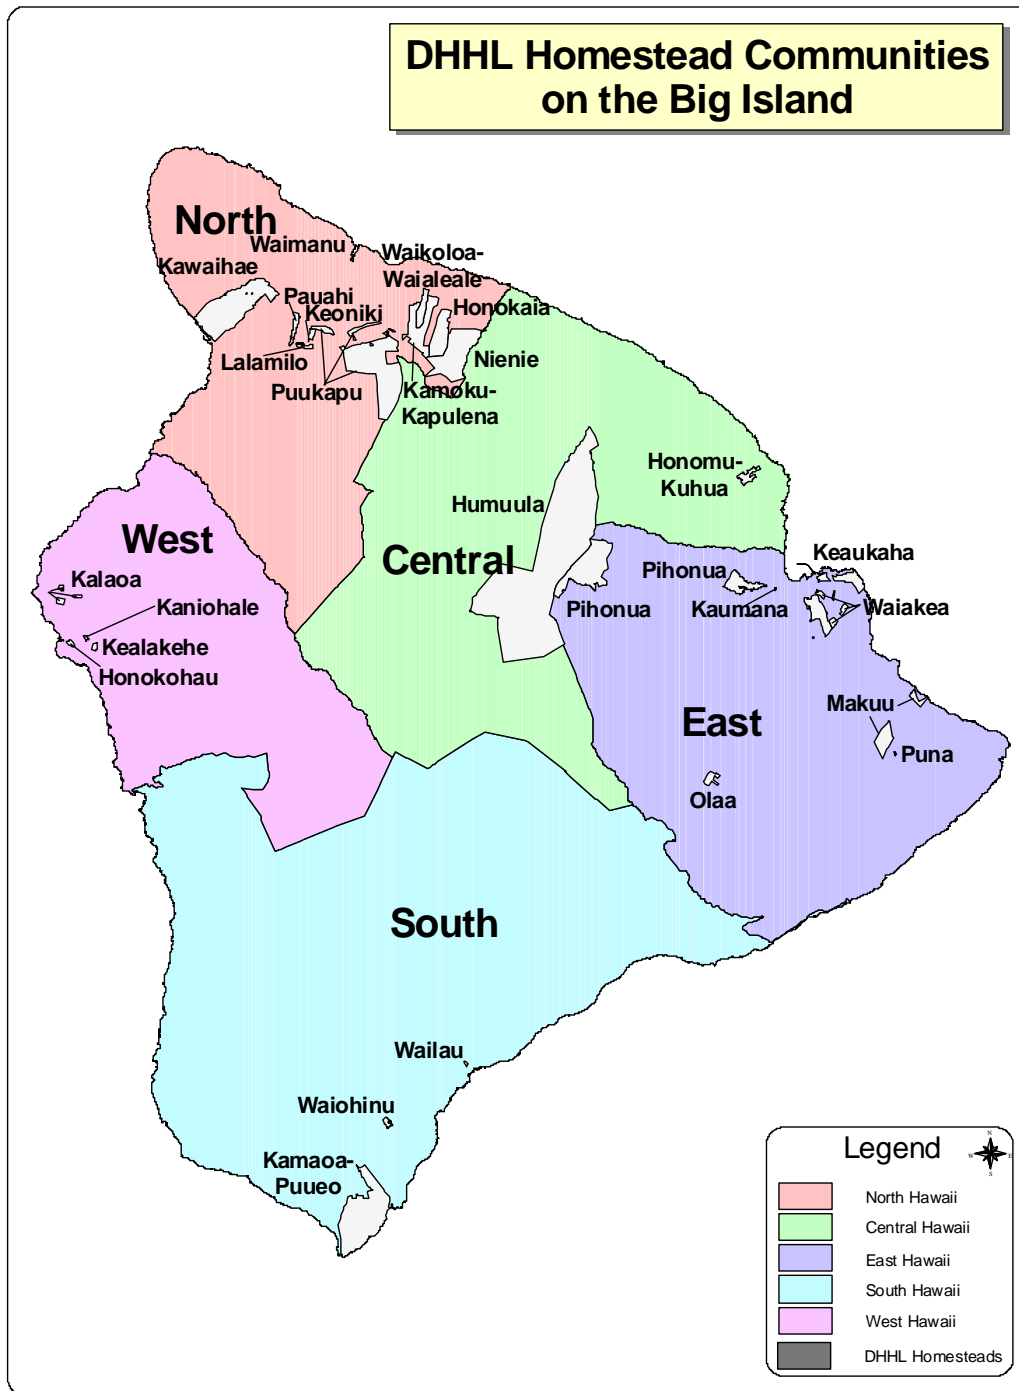 DHHL Homestead Communities
on the Big Island
North
Waimanu
Waikoloa-
Waialeale
Kawaihae
Pauahi
Keoniki
Honokaia
Lalamilo
Nienie
Puukapu
Kamoku-
Kapulena
Honomu-
Kuhua
Humuula
West
Central
Keaukaha
Kalaoa
Pihonua
Kaniohale
Pihonua
Kaumana
Waiakea
Kealakehe
Honokohau
Makuu
East
Puna
Olaa
South
Wailau
Waiohinu
Kamaoa-
Puueo
Legend
N
W
E
S
North Hawaii
Central Hawaii
East Hawaii
South Hawaii
West Hawaii
DHHL Homesteads